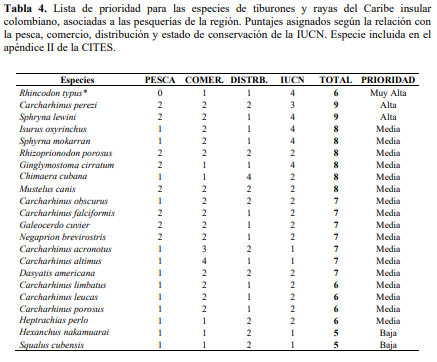 Tabla 4. Lista de prioridad para las especies de tiburones y rayas del Caribe insular
colombiano, asociadas a las pesquerías de la región. Puntajes asignados según la relación con
la pesca, comercio, distribución y estado de conservación de la IUCN. Especie incluida en el
apéndice II de la CITES.
Especies PESCA COMER. DISTRB. IUCN TOTAL PRIORIDAD
Rhincodon typus* 0 1 1 4 6 Muy Alta
Carcharhinus perezi 2 2 2 3 9 Alta
Sphryna lewini 2 2 1 4 9 Alta
Isurus oxyrinchus 1 2 1 4 8 Media
Sphyrna mokarran 1 2 1 4 8 Media
Rhizoprionodon porosus 2 2 2 2 8 Media
Ginglymostoma cirratum 2 1 1 4 8 Media
Chimaera cubana 1 1 4 2 8 Media
Mustelus canis 2 2 2 2 8 Media
Carcharhinus obscurus 1 2 2 2 7 Media
Carcharhinus falciformis 2 2 1 2 7 Media
Galeocerdo cuvier 2 2 1 2 7 Media
Negaprion brevirostris 2 2 1 2 7 Media
Carcharhinus acronotus 1 3 2 1 7 Media
Carcharhinus altimus 1 4 1 1 7 Media
Dasyatis americana 1 2 2 2 7 Media
Carcharhinus limbatus 1 2 1 2 6 Media
Carcharhinus leucas 1 2 1 2 6 Media
Carcharhinus porosus 1 2 1 2 6 Media
Heptrachias perlo 1 1 2 2 6 Media
Hexanchus nakamuarai 1 1 2 1 5 Baja
Squalus cubensis 1 1 2 1 5 Baja